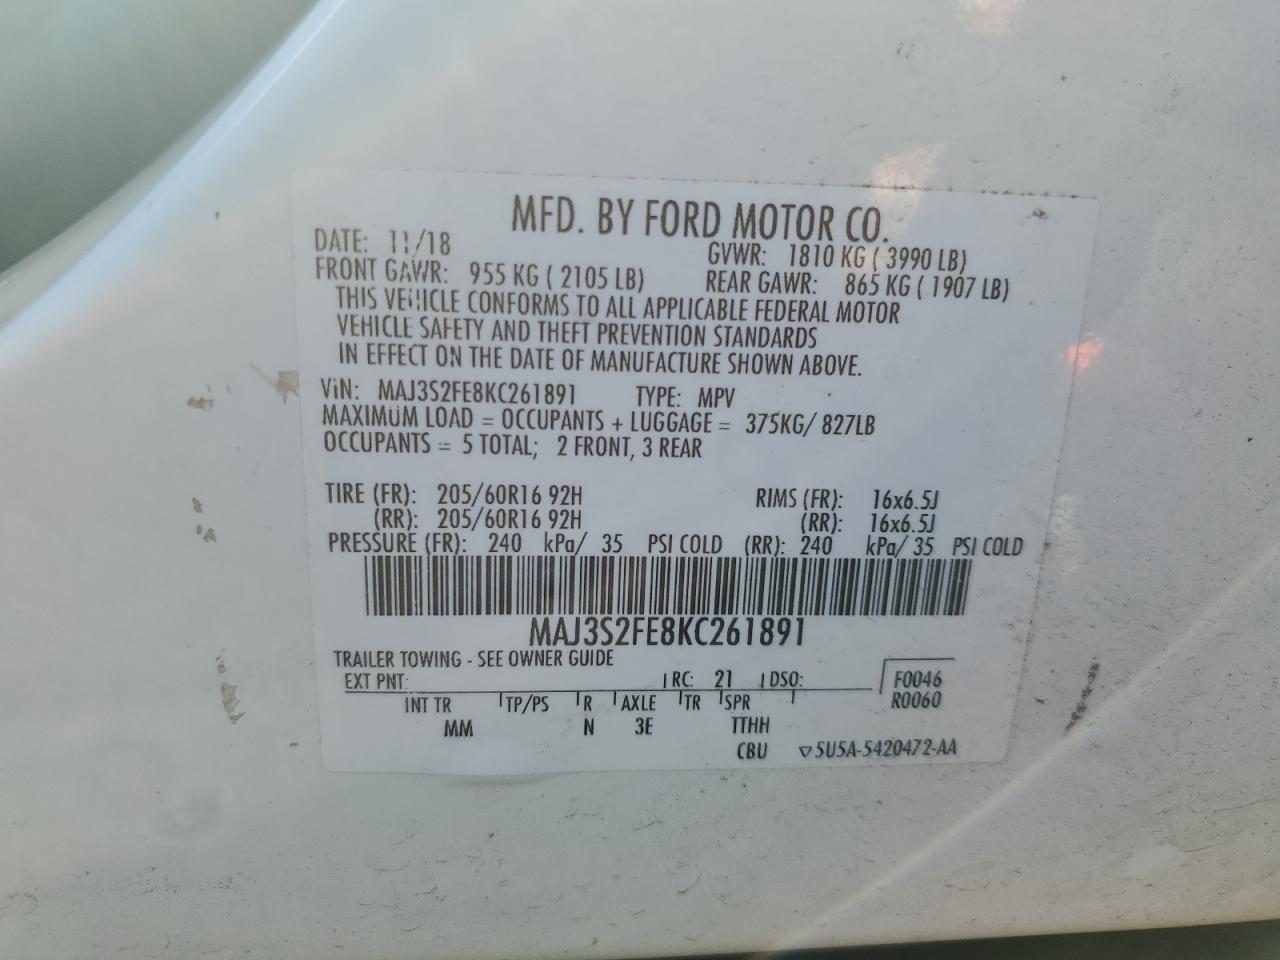 MFD. BY FORD MOTOR CO.
DATE: 11/18 GVWR: 1810 KG ( 3990 LB)
FRONT GAWR: 955 KG ( 2105 LB) REAR GAWR: 865 KG ( 1907 LB)
THIS VEHICLE CONFORMS TO ALL APPLICABLE FEDERAL MOTOR
VEHICLE SAFETY AND THEFT PREVENTION STANDARDS
IN EFFECT ON THE DATE OF MANUFACTURE SHOWN ABOVE.
VIN: MAJ3S2FE8KC261891 TYPE: MPV
MAXIMUM LOAD = OCCUPANTS + LUGGAGE = 375KG/ 827LB
OCCUPANTS = 5 TOTAL; 2 FRONT, 3 REAR
TIRE (FR): 205/60R16 92H RIMS (FR): 16x6.5J
(RR): 205/60R16 92H (RR): 16x6.5J
PRESSURE (FR): 240 kPa/ 35 PSI COLD (RR): 240 kPa/ 35 PSI COLD
MAJ3S2FE8KC261891
TRAILER TOWING - SEE OWNER GUIDE
EXT PNT: RC: 21 DSO: F0046
INT TR TP/PS R AXLE TR SPR R0060
MM N 3E TTHH
CBU ▽5U5A-5420472-AA